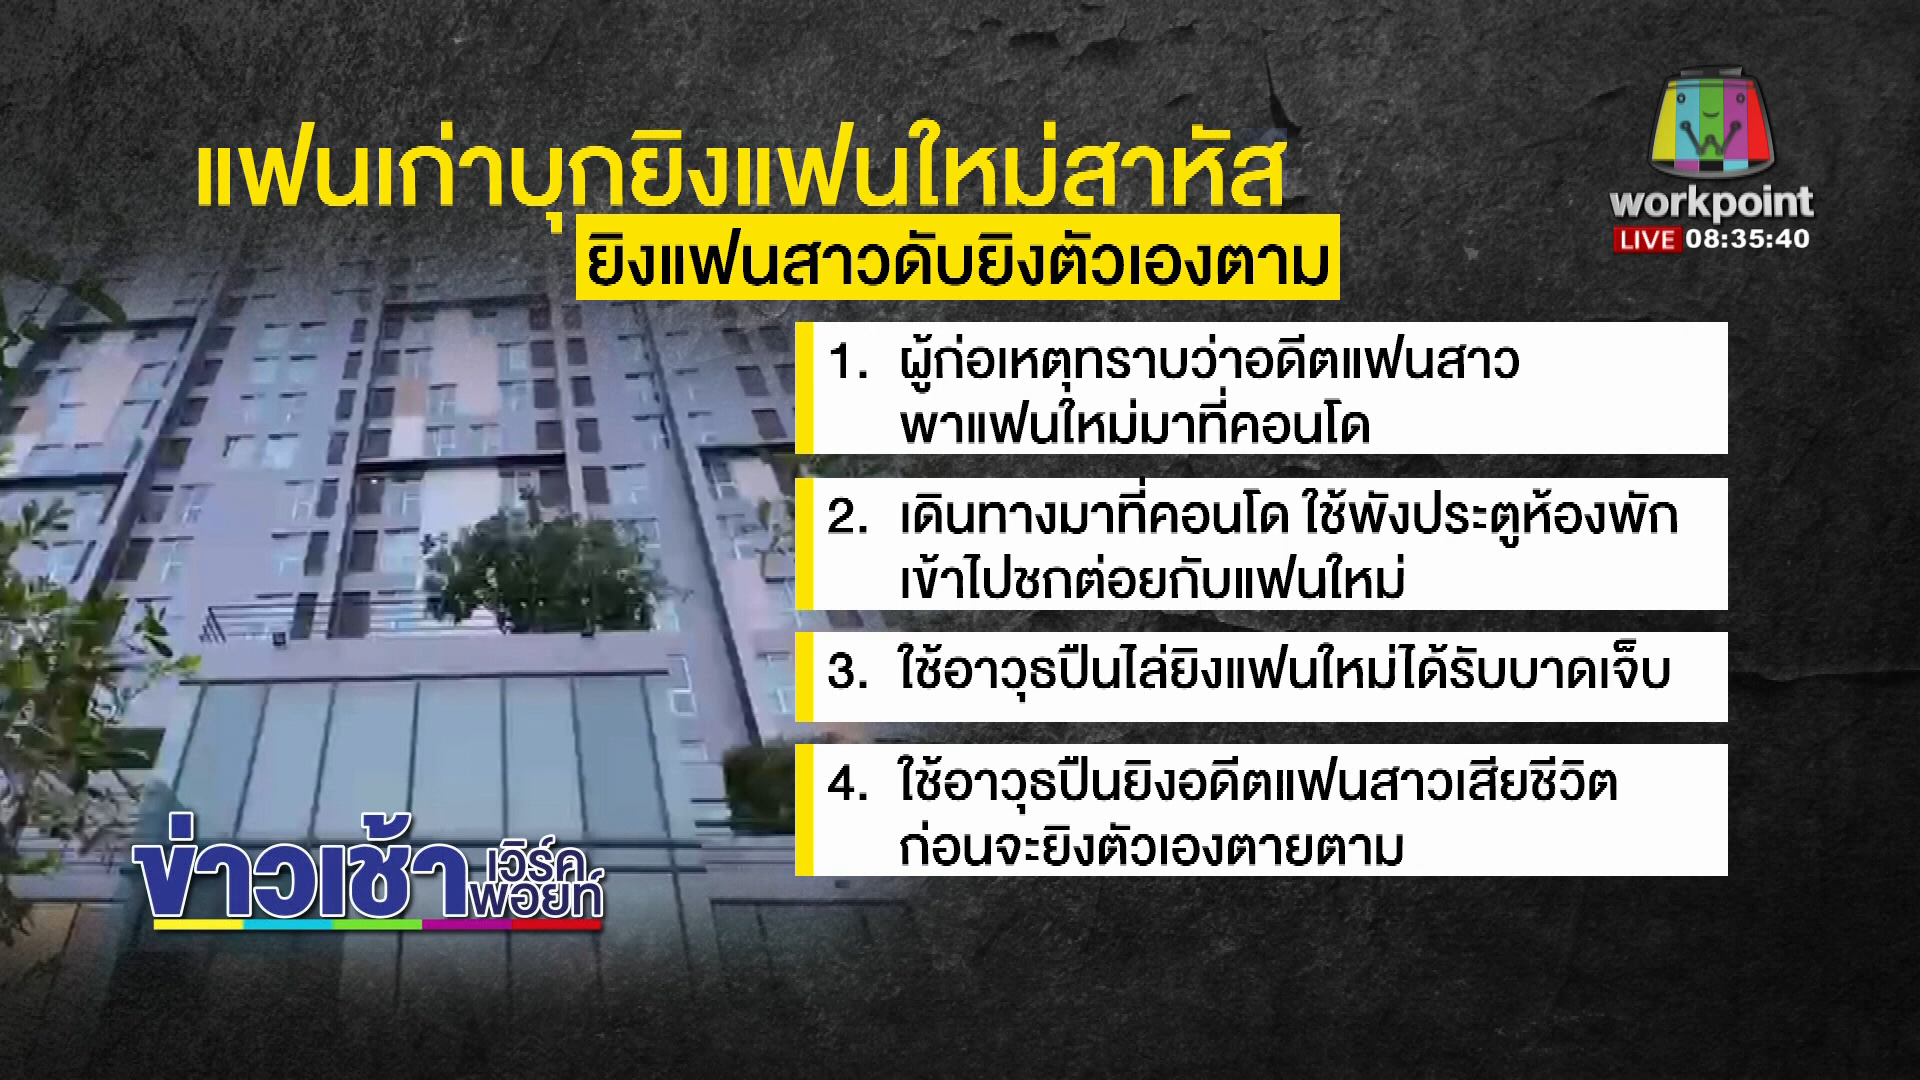 แฟนเก่าบุกยิงแฟนใหม่สาหัส
ยิงแฟนสาวดับยิงตัวเองตาม
workpoint
LIVE 08:35:40
1. ผู้ก่อเหตุทราบว่าอดีตแฟนสาว
พาแฟนใหม่มาที่คอนโด
2. เดินทางมาที่คอนโด ใช้พังประตูห้องพัก
เข้าไปชกต่อยกับแฟนใหม่
3. ใช้อาวุธปืนไล่ยิงแฟนใหม่ได้รับบาดเจ็บ
4. ใช้อาวุธปืนยิงอดีตแฟนสาวเสียชีวิต
ก่อนจะยิงตัวเองตายตาม
ข่าวเช้า เวิร์ค
พอยท์